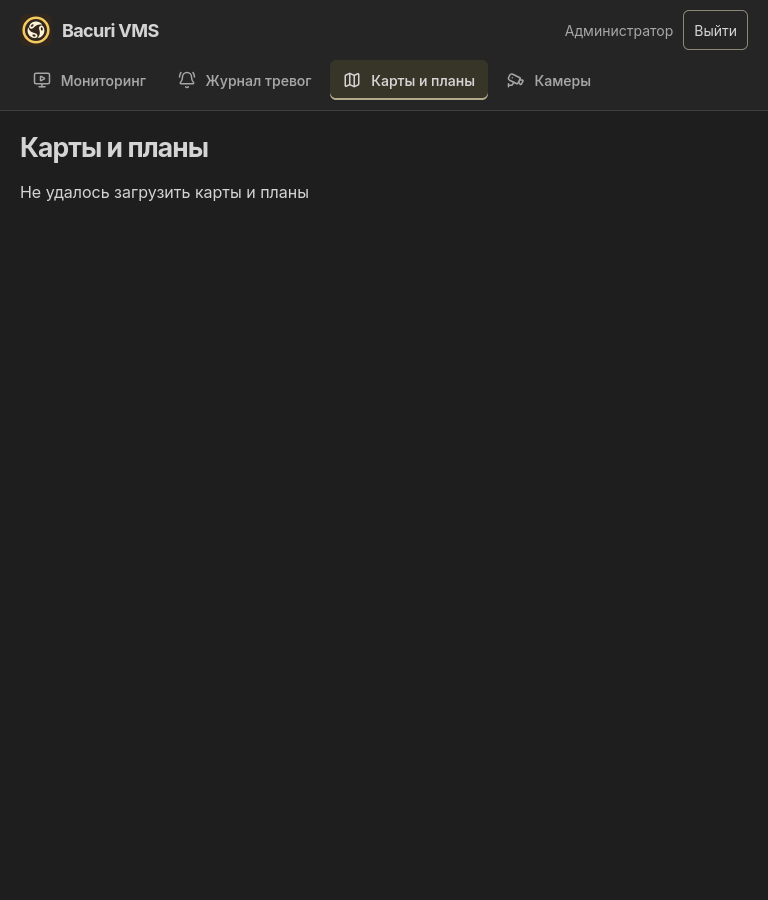 Bacuri VMS
Администратор
Выйти
Мониторинг
Журнал тревог
Карты и планы
Камеры
Карты и планы
Не удалось загрузить карты и планы